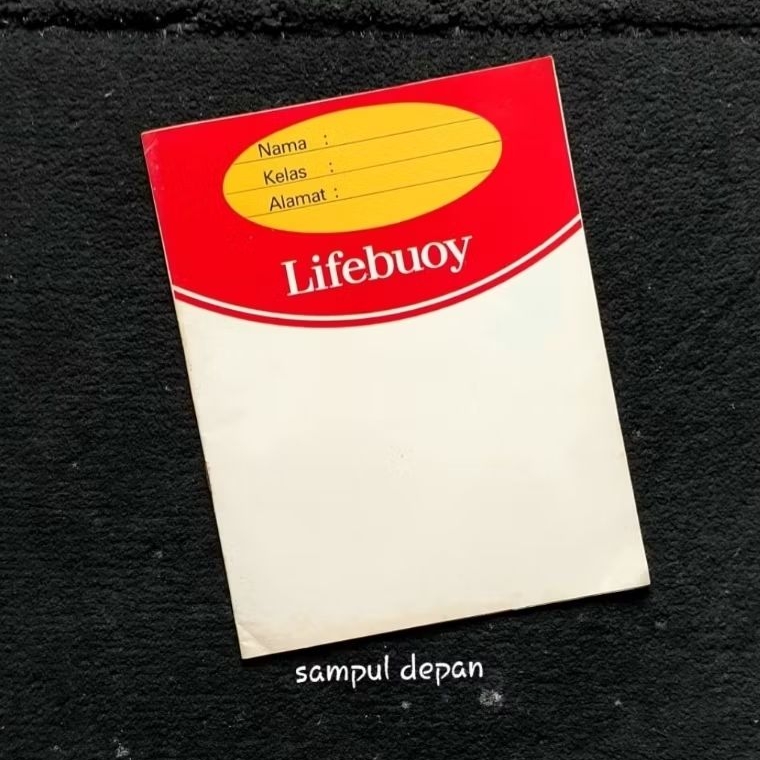 Nama :
Kelas :
Alamat :
Lifebuoy
sampul depan